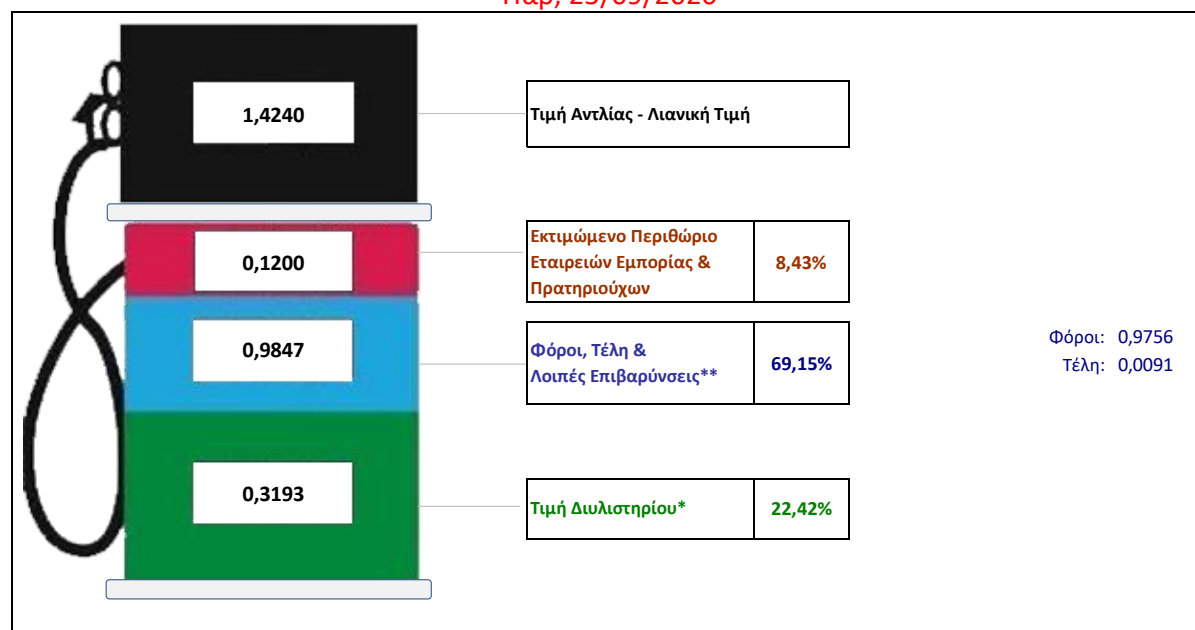 1,4240
Τιμή Αντλίας - Λιανική Τιμή
0,1200
Εκτιμώμενο Περιθώριο
Εταιρειών Εμπορίας &
Πρατηριούχων
8,43%
0,9847
Φόροι, Τέλη &
Λοιπές Επιβαρύνσεις**
69,15%
Φόροι: 0,9756
Τέλη: 0,0091
0,3193
Τιμή Διυλιστηρίου*
22,42%